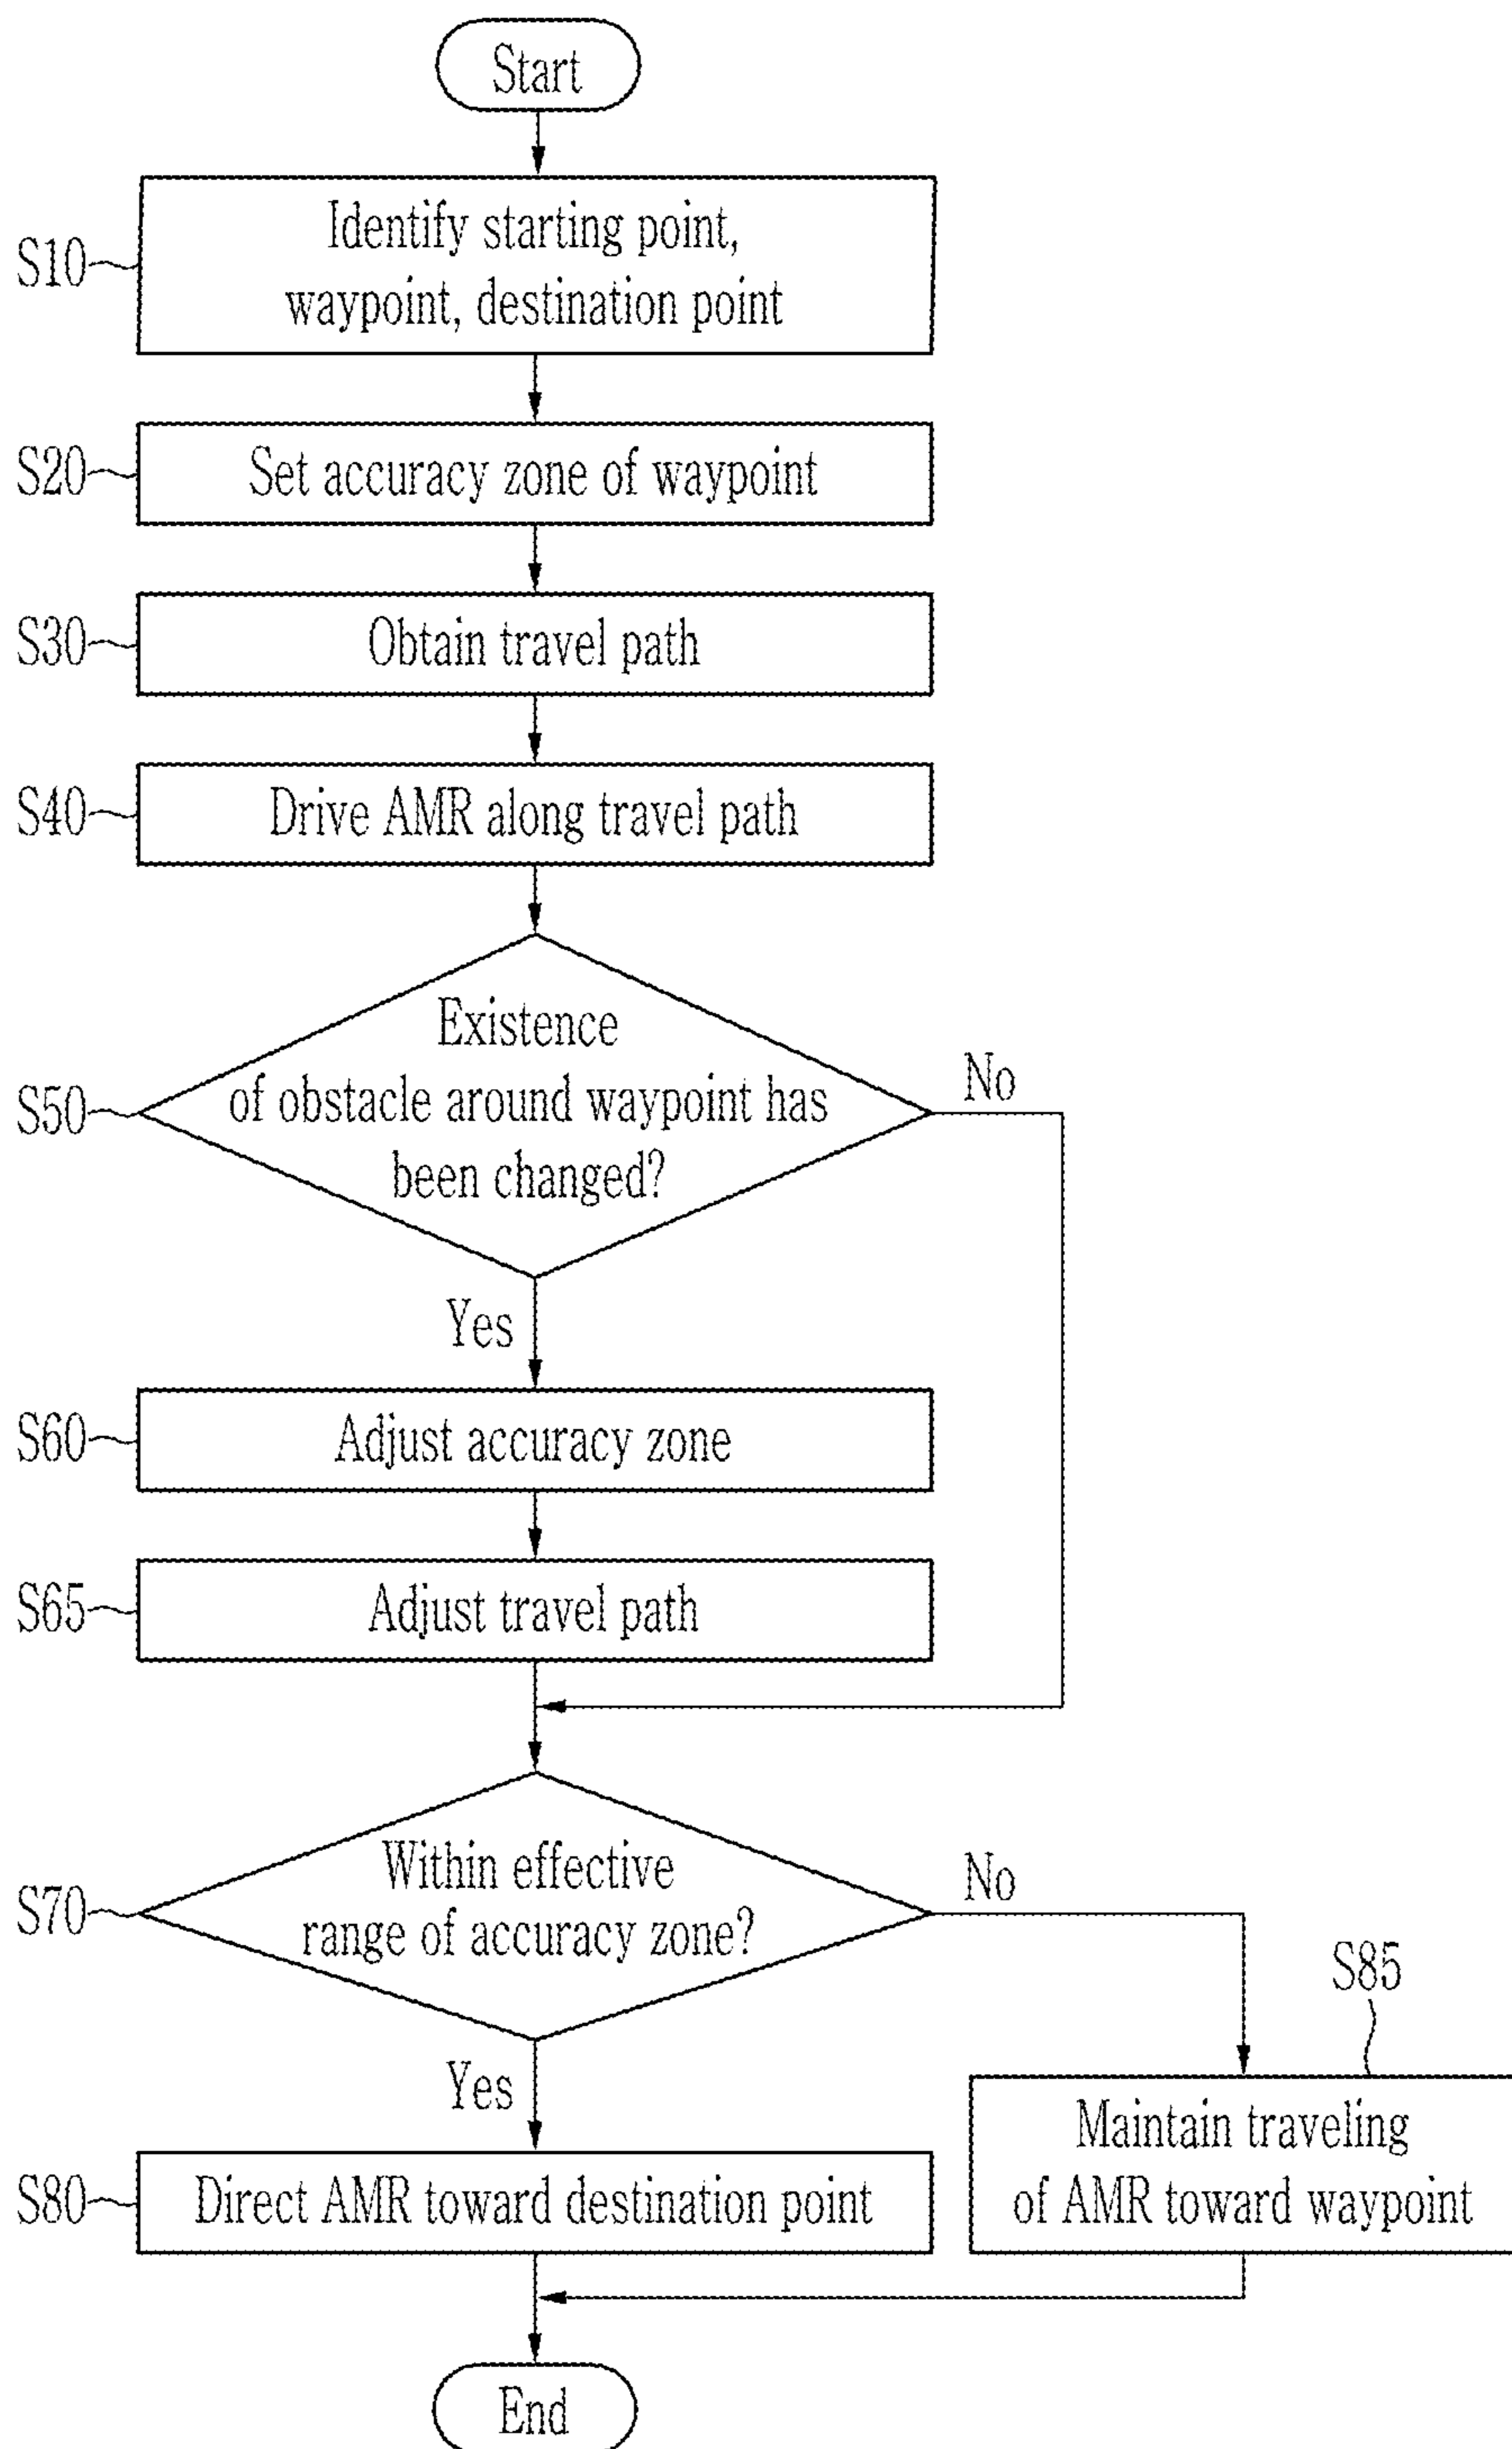 Start
S10
Identify starting point,
waypoint, destination point
S20
Set accuracy zone of waypoint
S30
Obtain travel path
S40
Drive AMR along travel path
S50
Existence
of obstacle around waypoint has
been changed?
No
Yes
S60
Adjust accuracy zone
S65
Adjust travel path
S70
Within effective
range of accuracy zone?
No
Yes
S80
Direct AMR toward destination point
S85
Maintain traveling
of AMR toward waypoint
End